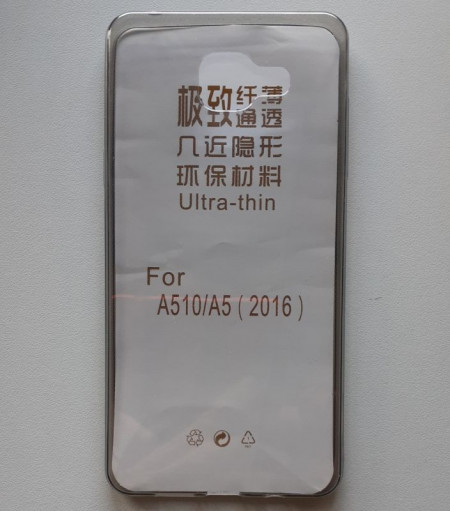 极致纤薄
通透
几近隐形
环保材料
Ultra-thin
For
A510/A5 ( 2016 )